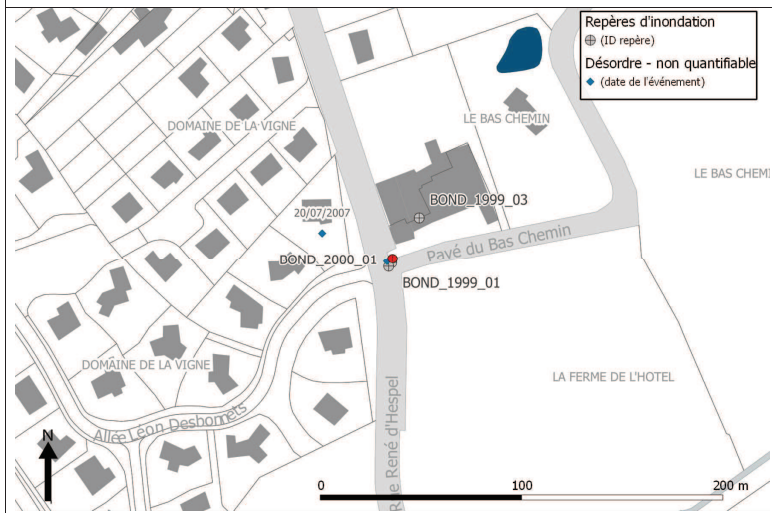 Repères d'inondation
(ID repère)
Désordre - non quantifiable
(date de l'événement)
DOMAINE DE LA VIGNE
LE BAS CHEMIN
LE BAS CHEMI
BOND_1999_03
20/07/2007
Pavé du Bas Chemin
BOND_2000_01
BOND_1999_01
DOMAINE DE LA VIGNE
LA FERME DE L'HOTEL
Allée Léon Desbonnets
Rue René d'Hespel
N
0
100
200 m